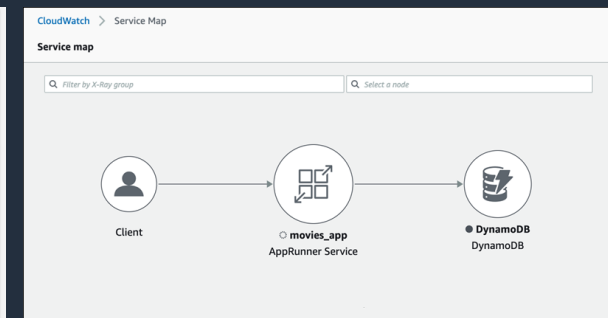 CloudWatch > Service Map
Service map
Filter by X-Ray group
Select a node
Client
movies_app
AppRunner Service
DynamoDB
DynamoDB